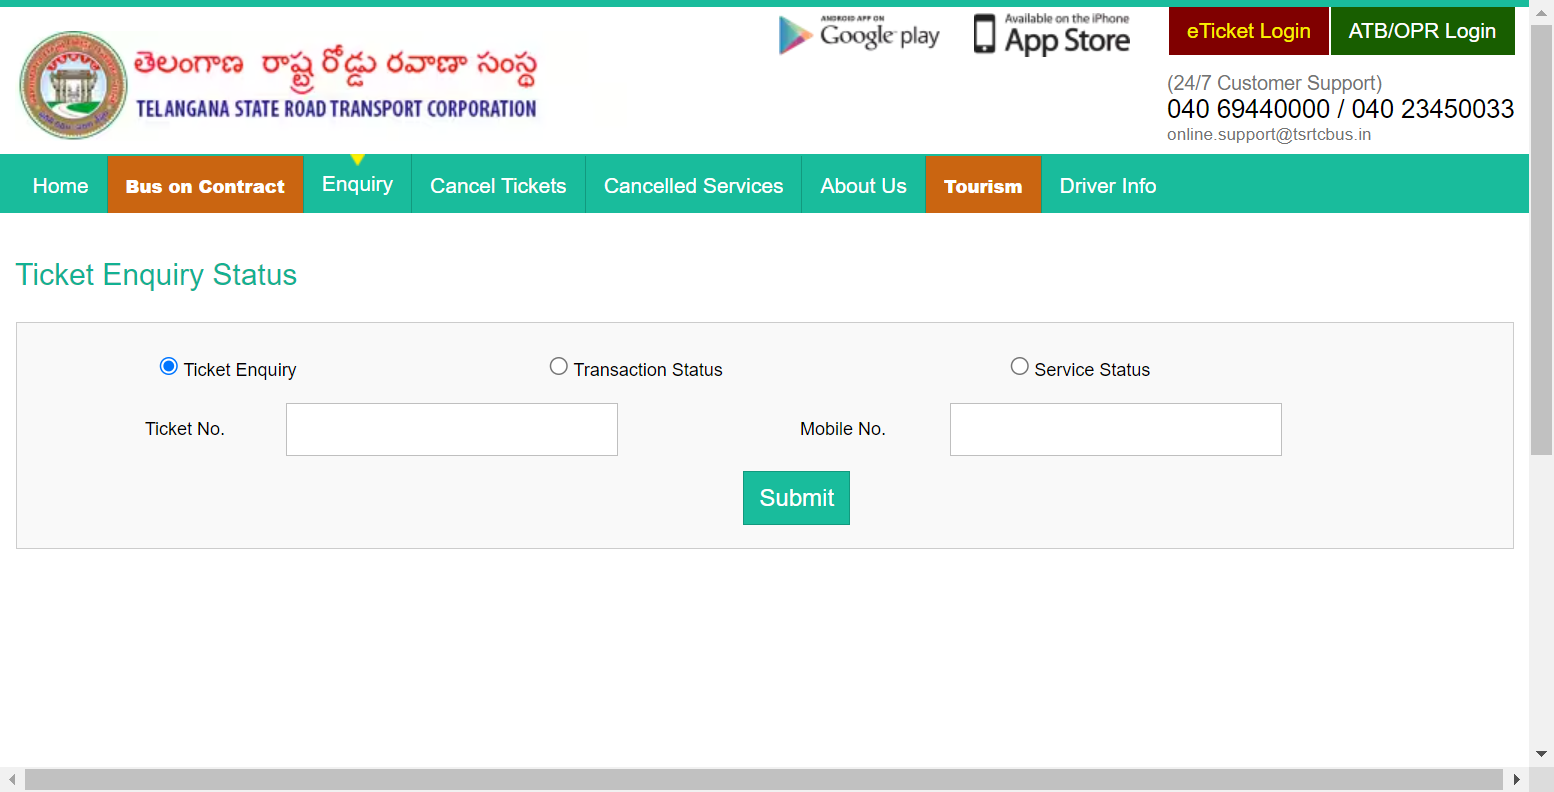 ANDROID APP ON
Google play
Available on the iPhone
App Store
eTicket Login
ATB/OPR Login
తెలంగాణ రాష్ట్ర రోడ్డు రవాణా సంస్థ
TELANGANA STATE ROAD TRANSPORT CORPORATION
(24/7 Customer Support)
040 69440000 / 040 23450033
online.support@tsrtcbus.in
Home
Bus on Contract
Enquiry
Cancel Tickets
Cancelled Services
About Us
Tourism
Driver Info
Ticket Enquiry Status
Ticket Enquiry
Transaction Status
Service Status
Ticket No.
Mobile No.
Submit